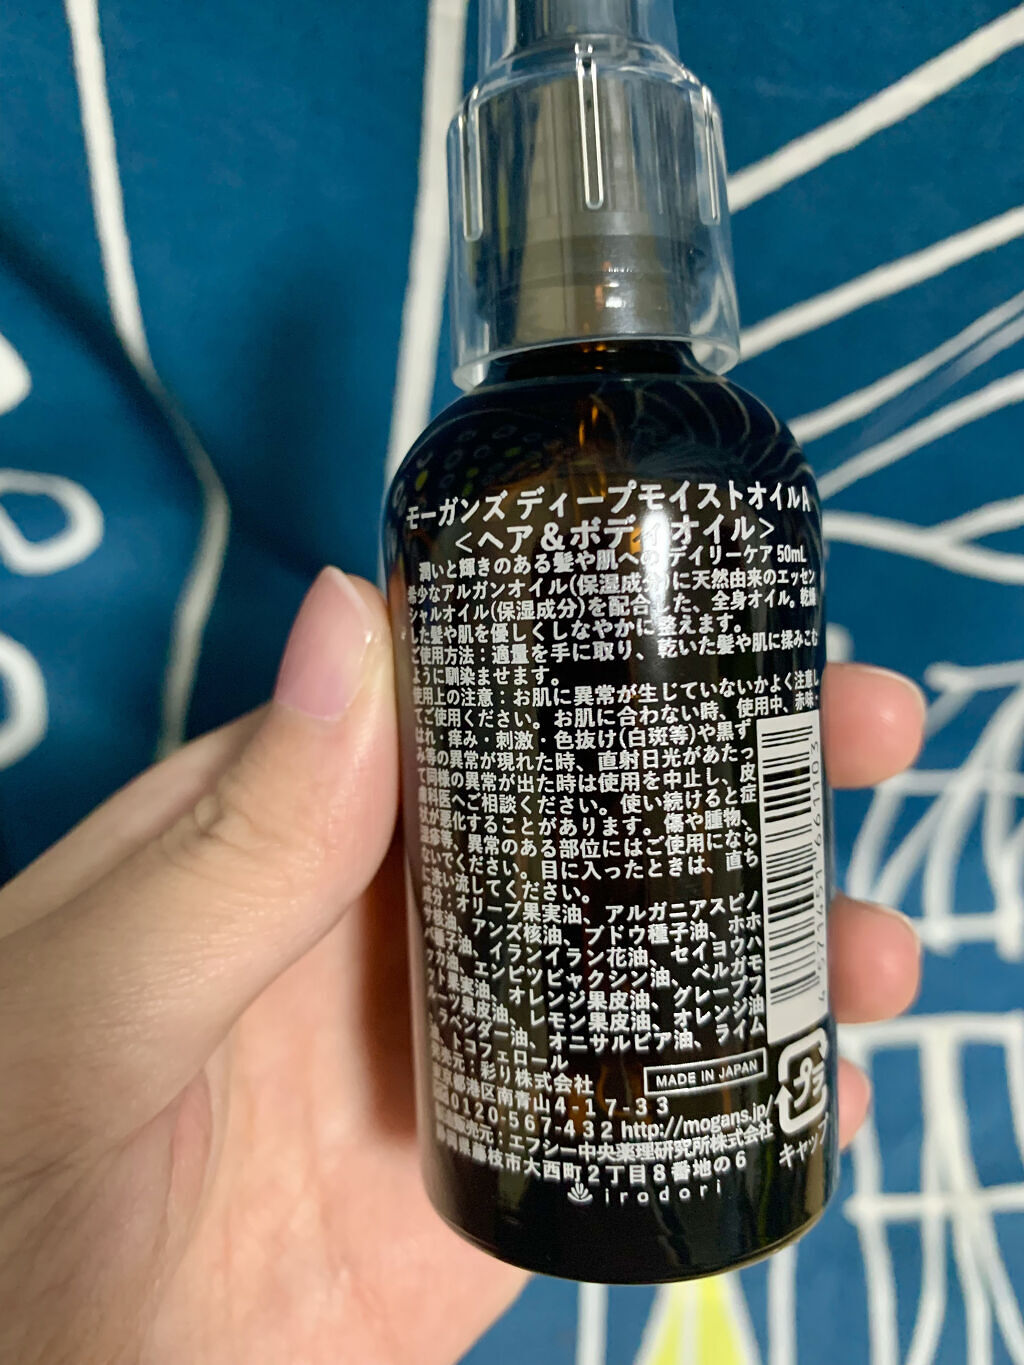 モーガンズ ディープモイストオイルA
<ヘア＆ボディオイル>
潤いと輝きのある髪や肌への デイリーケア 50mL
希少なアルガンオイル(保湿成分)に天然由来のエッセン
シャルオイル(保湿成分)を配合した、全身オイル。乾燥
した髪や肌を優しくしなやかに整えます。
ご使用方法：適量を手に取り、乾いた髪や肌に揉みこむ
ように馴染ませます。
使用上の注意：お肌に異常が生じていないかよく注意し
てご使用ください。お肌に合わない時、使用中、赤味・
はれ・痒み・刺激・色抜け(白斑等)や黒ず
み等の異常が現れた時、直射日光があたっ
て同様の異常が出た時は使用を中止し、皮
膚科医へご相談ください。使い続けると症
状が悪化することがあります。傷や腫物、
湿疹等、異常のある部位にはご使用になら
ないでください。目に入ったときは、直ち
に洗い流してください。
成分：オリーブ果実油、アルガニアスピノ
サ核油、アンズ核油、ブドウ種子油、ホホ
バ種子油、イランイラン花油、セイヨウハ
ッカ油、エンピツビャクシン油、ベルガモ
ット果実油、オレンジ果皮油、グレープフ
ルーツ果皮油、レモン果皮油、オレンジ油
、ラベンダー油、オニサルビア油、ライム
油、トコフェロール
発売元：彩り株式会社
MADE IN JAPAN
東京都港区南青山4-17-33
0120-567-432 http://mogans.jp/
製造販売元：エフシー中央薬理研究所株式会社
静岡県藤枝市大西町2丁目8番地の6
irodori
プラ
キャップ